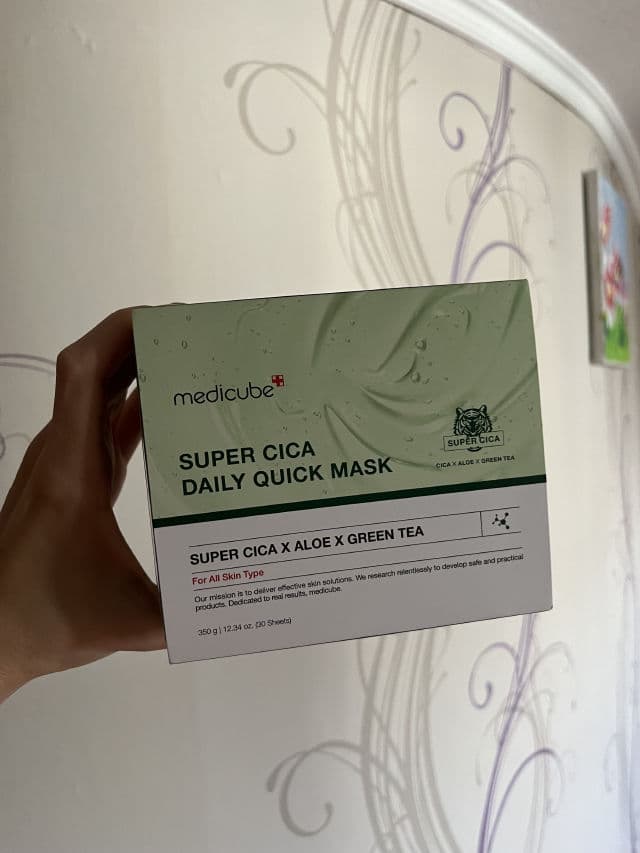 medicube
SUPER CICA
DAILY QUICK MASK
SUPER CICA
CICA X ALOE X GREEN TEA
SUPER CICA X ALOE X GREEN TEA
For All Skin Type
Our mission is to deliver effective skin solutions. We research relentlessly to develop safe and practical
products. Dedicated to real results, medicube.
350 g | 12.34 oz. (30 Sheets)